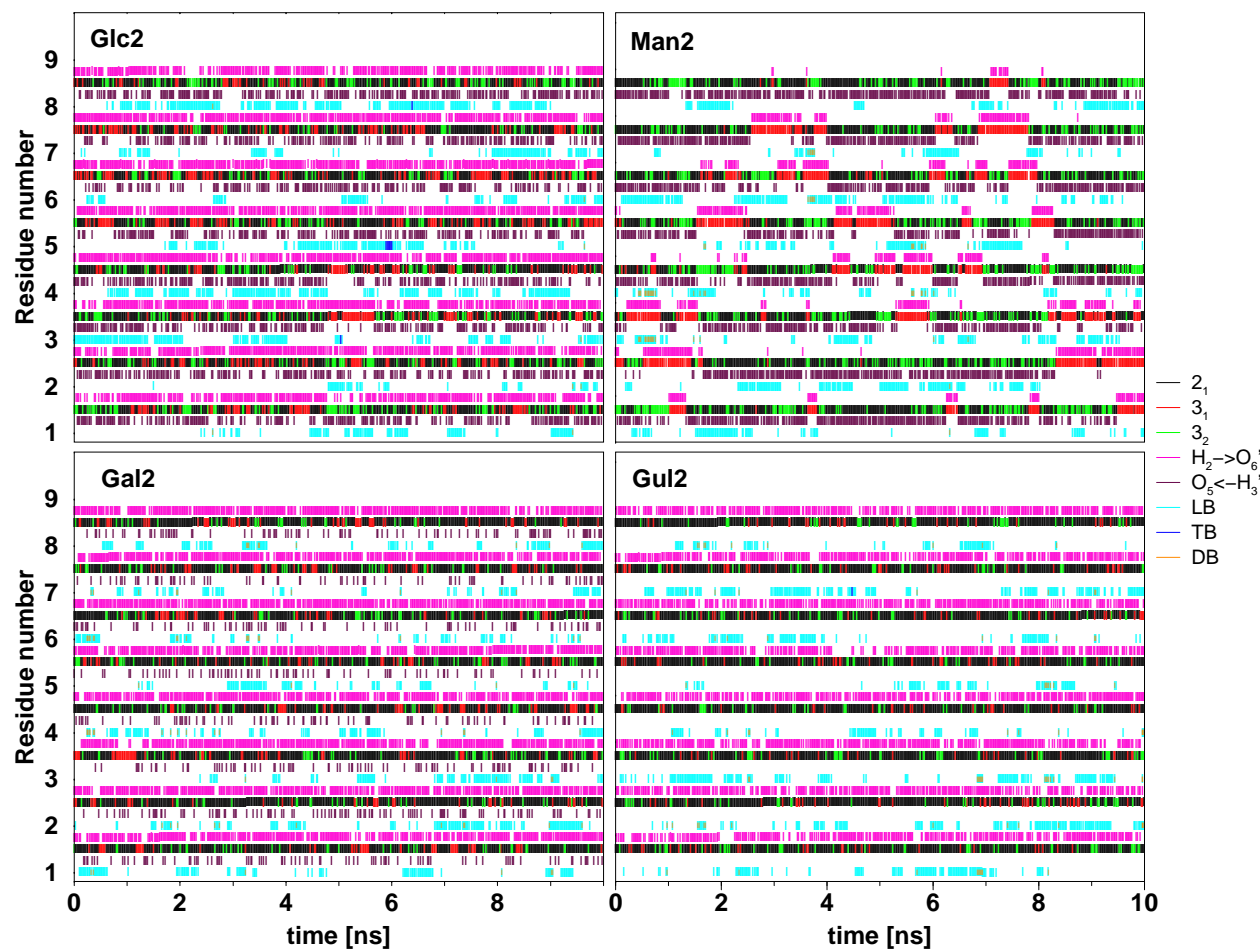 Glc2
Man2
Residue number
9
8
7
6
5
4
3
2
1
Gal2
Gul2
Residue number
9
8
7
6
5
4
3
2
1
0 2 4 6 8
0 2 4 6 8 10
time [ns]
time [ns]
2₁
3₁
3₂
H₂−>O₆'
O₅<−H₃'
LB
TB
DB